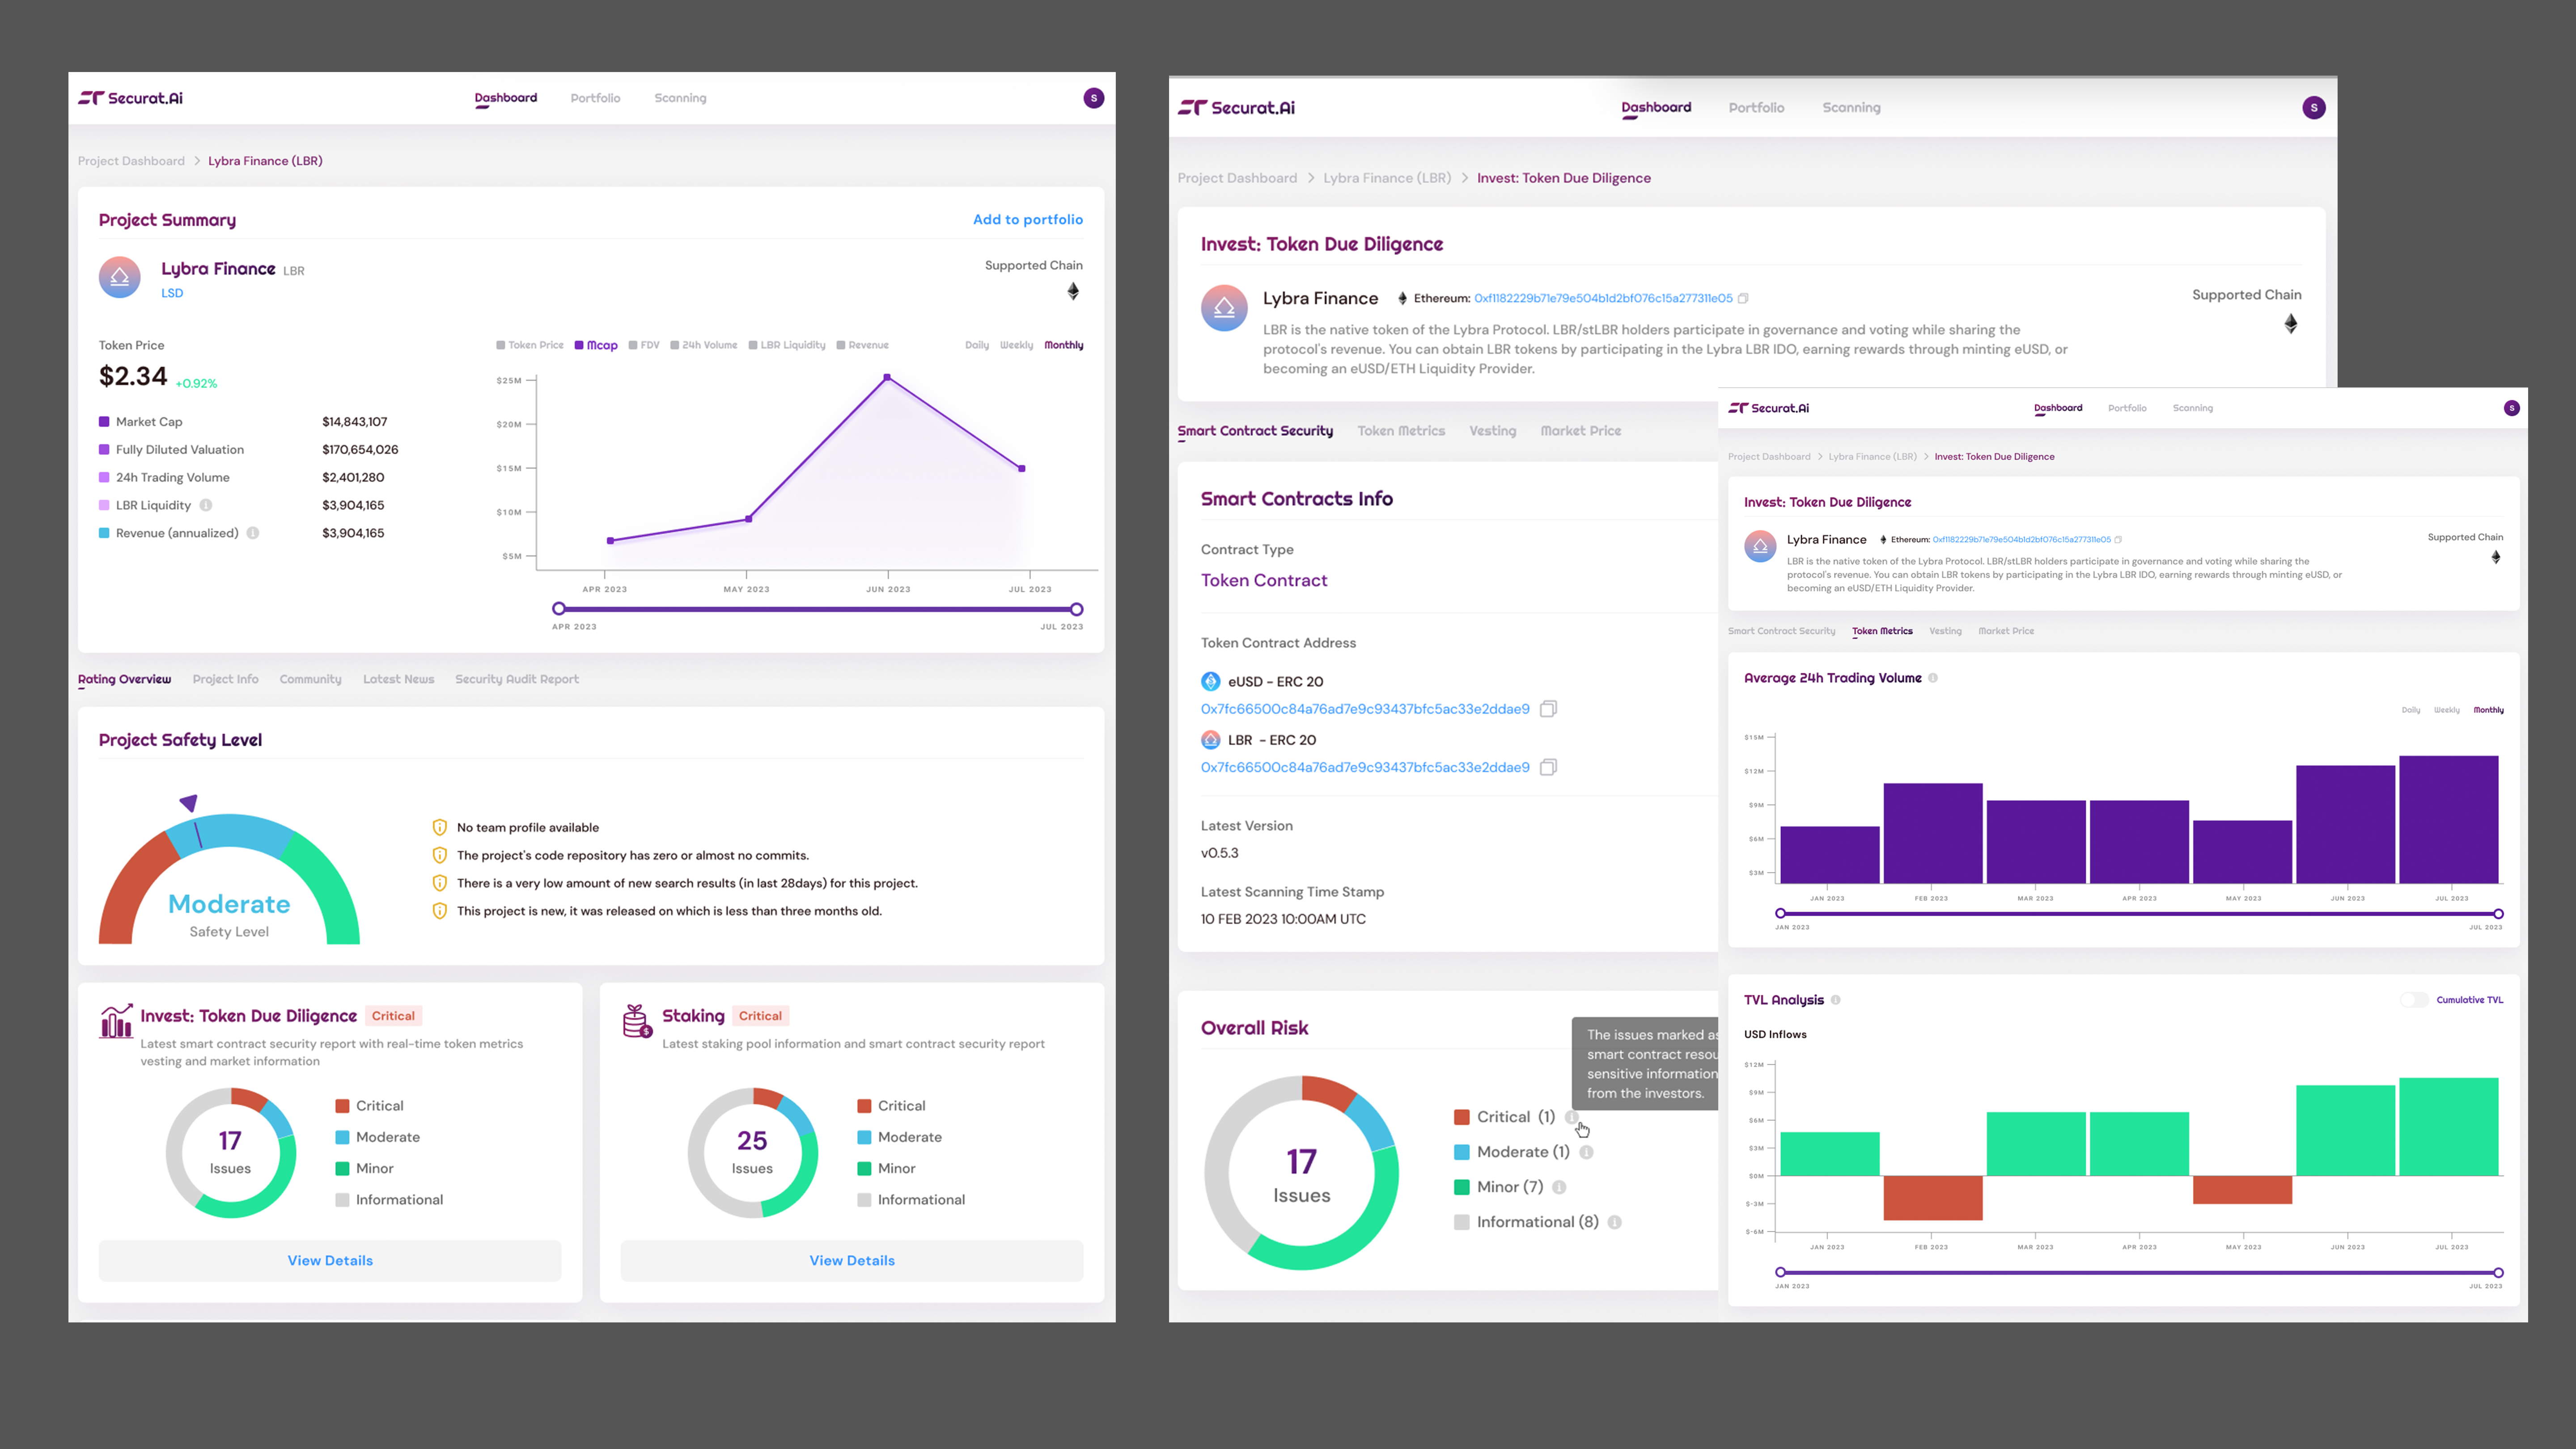 Securat.Ai
Dashboard Portfolio Scanning
S
Project Dashboard > Lybra Finance (LBR)
Project Summary
Add to portfolio
Lybra Finance LBR
LSD
Supported Chain
Token Price
$2.34 +0.92%
Market Cap $14,843,107
Fully Diluted Valuation $170,654,026
24h Trading Volume $2,401,280
LBR Liquidity $3,904,165
Revenue (annualized) $3,904,165
Token Price Mcap FDV 24h Volume LBR Liquidity Revenue
Daily Weekly Monthly
$25M
$20M
$15M
$10M
$5M
APR 2023 MAY 2023 JUN 2023 JUL 2023
APR 2023 JUL 2023
Rating Overview Project Info Community Latest News Security Audit Report
Project Safety Level
Moderate
Safety Level
No team profile available
The project's code repository has zero or almost no commits.
There is a very low amount of new search results (in last 28days) for this project.
This project is new, it was released on which is less than three months old.
Invest: Token Due Diligence Critical
Latest smart contract security report with real-time token metrics
vesting and market information
17
Issues
Critical
Moderate
Minor
Informational
View Details
Staking Critical
Latest staking pool information and smart contract security report
25
Issues
Critical
Moderate
Minor
Informational
View Details
Securat.Ai
Dashboard Portfolio Scanning
S
Project Dashboard > Lybra Finance (LBR) > Invest: Token Due Diligence
Invest: Token Due Diligence
Lybra Finance Ethereum: 0xf1182229b71e79e504b1d2bf076c15a277311e05
Supported Chain
LBR is the native token of the Lybra Protocol. LBR/stLBR holders participate in governance and voting while sharing the
protocol's revenue. You can obtain LBR tokens by participating in the Lybra LBR IDO, earning rewards through minting eUSD, or
becoming an eUSD/ETH Liquidity Provider.
Smart Contract Security Token Metrics Vesting Market Price
Smart Contracts Info
Contract Type
Token Contract
Token Contract Address
eUSD - ERC 20
0x7fc66500c84a76ad7e9c93437bfc5ac33e2ddae9
LBR - ERC 20
0x7fc66500c84a76ad7e9c93437bfc5ac33e2ddae9
Latest Version
v0.5.3
Latest Scanning Time Stamp
10 FEB 2023 10:00AM UTC
Overall Risk
The issues marked as
smart contract resou
sensitive information
from the investors.
17
Issues
Critical (1)
Moderate (1)
Minor (7)
Informational (8)
Securat.Ai
Dashboard Portfolio Scanning
S
Project Dashboard > Lybra Finance (LBR) > Invest: Token Due Diligence
Invest: Token Due Diligence
Lybra Finance Ethereum: 0xf1182229b71e79e504b1d2bf076c15a277311e05
Supported Chain
LBR is the native token of the Lybra Protocol. LBR/stLBR holders participate in governance and voting while sharing the
protocol's revenue. You can obtain LBR tokens by participating in the Lybra LBR IDO, earning rewards through minting eUSD, or
becoming an eUSD/ETH Liquidity Provider.
Smart Contract Security Token Metrics Vesting Market Price
Average 24h Trading Volume
Daily Weekly Monthly
$15M
$12M
$9M
$6M
$3M
JAN 2023 FEB 2023 MAR 2023 APR 2023 MAY 2023 JUN 2023 JUL 2023
JAN 2023 JUL 2023
TVL Analysis
Cumulative TVL
USD Inflows
$12M
$9M
$6M
$3M
$0M
$-3M
$-6M
JAN 2023 FEB 2023 MAR 2023 APR 2023 MAY 2023 JUN 2023 JUL 2023
JAN 2023 JUL 2023